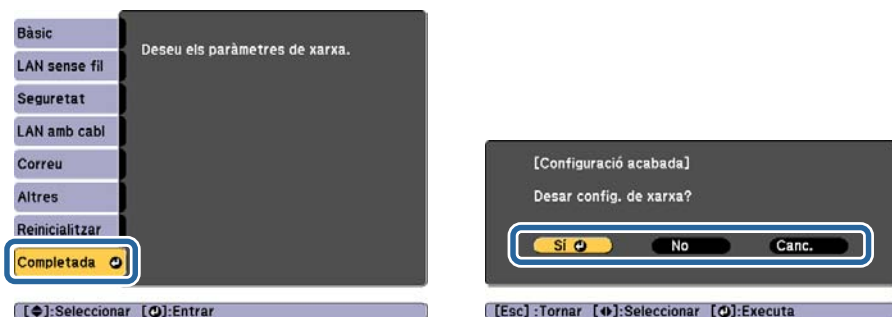 Bàsic
LAN sense fil
Seguretat
LAN amb cabl
Correu
Altres
Reinicialitzar
Completada
Deseu els paràmetres de xarxa.
[ ]:Seleccionar [ ]:Entrar
[Configuració acabada]
Desar config. de xarxa?
Sí No Canc.
[Esc] :Tornar [ ]:Seleccionar [ ]:Executa